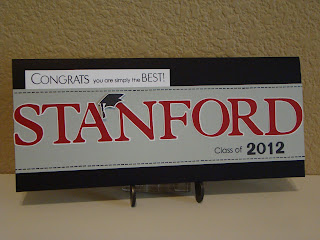 CONGRATS you are simply the BEST!
STANFORD
Class of 2012